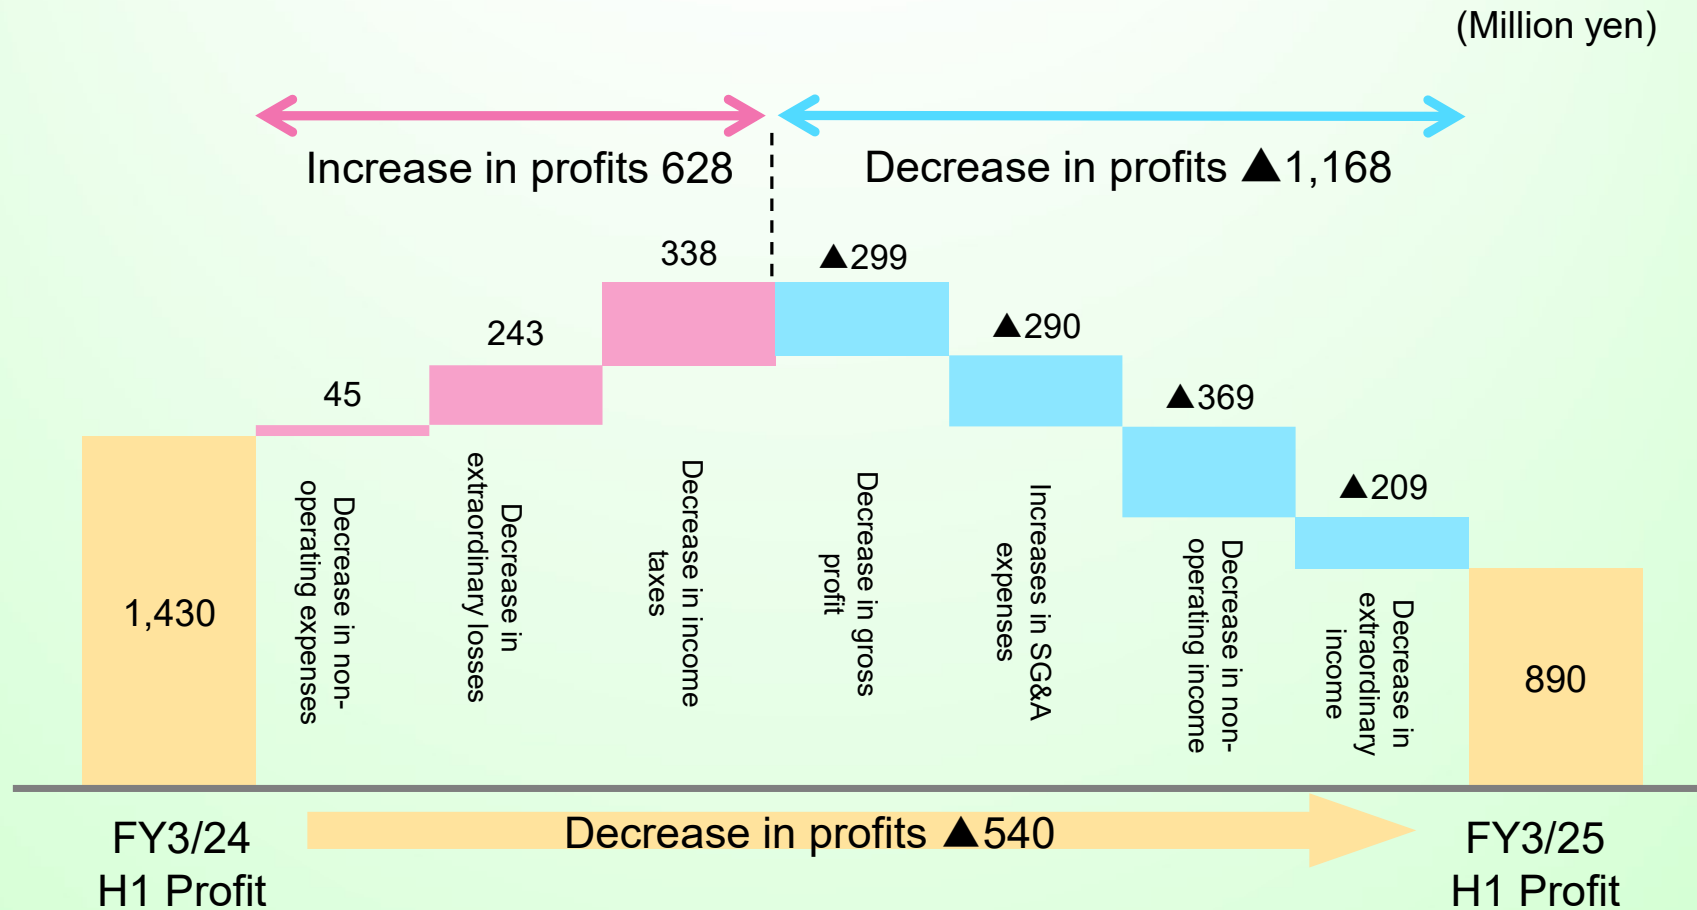 (Million yen)
Increase in profits 628
Decrease in profits ▲1,168
338
▲299
243
▲290
45
▲369
▲209
1,430
Decrease in non-
operating expenses
Decrease in
extraordinary losses
Decrease in income
taxes
Decrease in gross
profit
Increases in SG&A
expenses
Decrease in non-
operating income
Decrease in
extraordinary
income
890
Decrease in profits ▲540
FY3/24
H1 Profit
FY3/25
H1 Profit